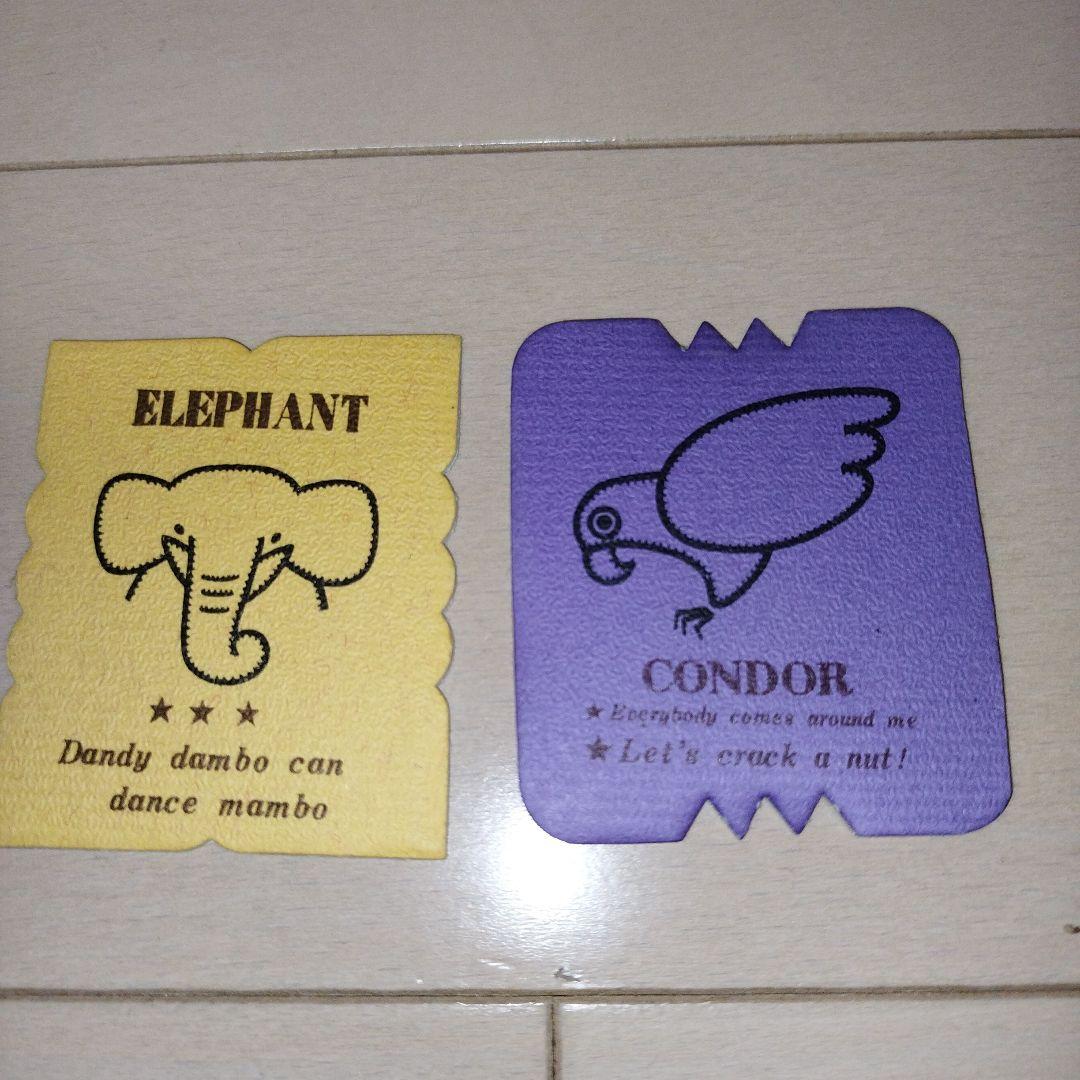 ELEPHANT
★ ★ ★
Dandy dambo can
dance mambo
CONDOR
★ Everybody comes around me
★ Let's crack a nut!